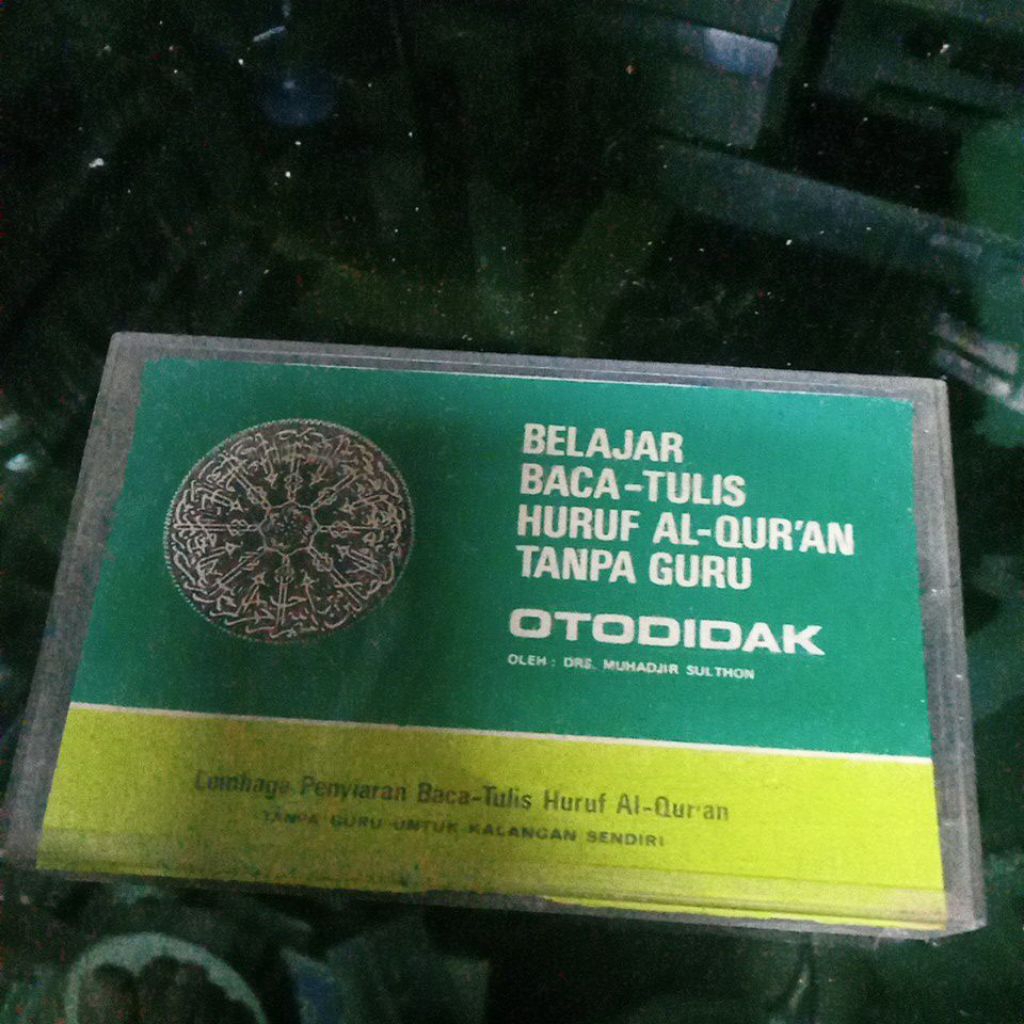 BELAJAR
BACA-TULIS
HURUF AL-QUR'AN
TANPA GURU
OTODIDAK
OLEH : DRS. MUHADJIR SULTHON
Lembaga Penyiaran Baca-Tulis Huruf Al-Qur'an
TANPA GURU UNTUK KALANGAN SENDIRI